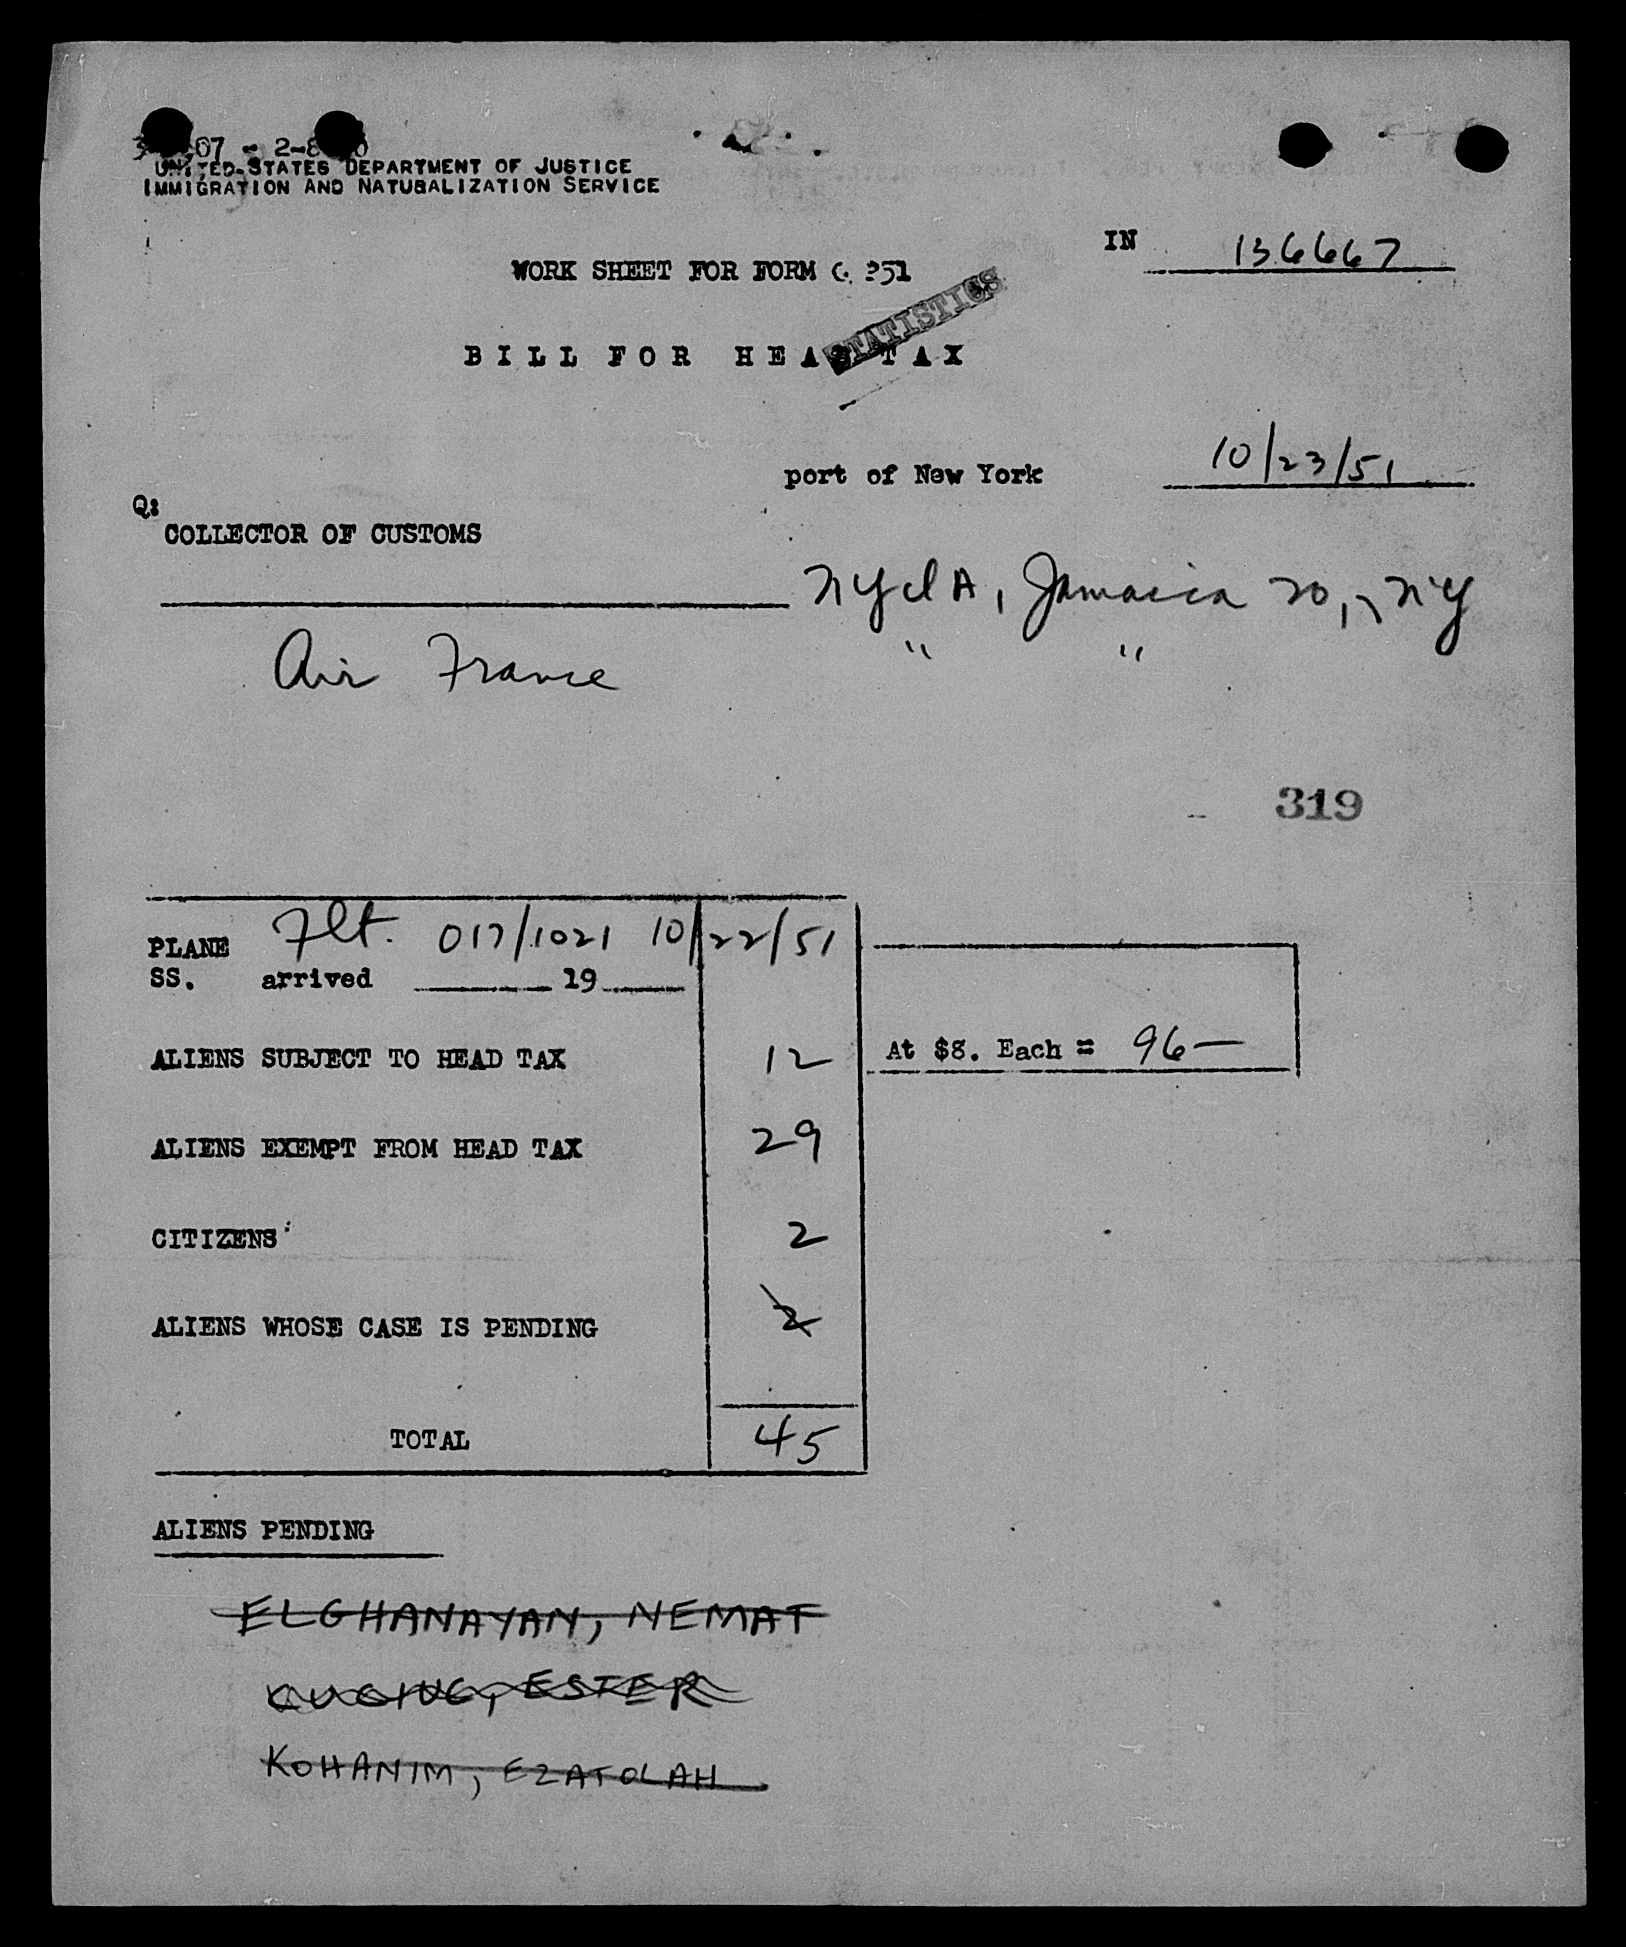 UNITED STATES DEPARTMENT OF JUSTICE
IMMIGRATION AND NATURALIZATION SERVICE
IN 136667
WORK SHEET FOR FORM G. 251
STATISTICS
BILL FOR HEAD TAX
port of New York 10/23/51
Q:
COLLECTOR OF CUSTOMS
NYIA, Jamaica 20, NY
Air France " "
319
PLANE Flt. 017/1021 10/22/51
SS. arrived 19
ALIENS SUBJECT TO HEAD TAX 12 At $8. Each = 96—
ALIENS EXEMPT FROM HEAD TAX 29
CITIZENS 2
ALIENS WHOSE CASE IS PENDING 2
TOTAL 45
ALIENS PENDING
ELGHANAYAN, NEMAT
ESTER
KOHANIM, EZATOLAH